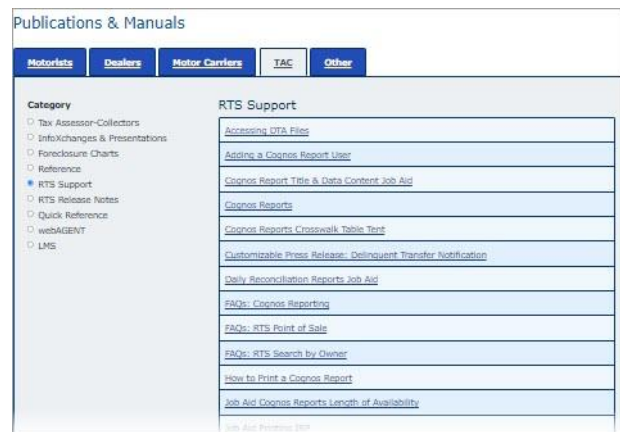 Publications & Manuals
Motorists
Dealers
Motor Carriers
TAC
Other
Category
Tax Assessor-Collectors
InfoXchanges & Presentations
Foreclosure Charts
Reference
RTS Support
RTS Release Notes
Quick Reference
webAGENT
LMS
RTS Support
Accessing DTA Files
Adding a Cognos Report User
Cognos Report Title & Data Content Job Aid
Cognos Reports
Cognos Reports Crosswalk Table Tent
Customizable Press Release: Delinquent Transfer Notification
Daily Reconciliation Reports Job Aid
FAQs: Cognos Reporting
FAQs: RTS Point of Sale
FAQs: RTS Search by Owner
How to Print a Cognos Report
Job Aid Cognos Reports Length of Availability
Job Aid Printing